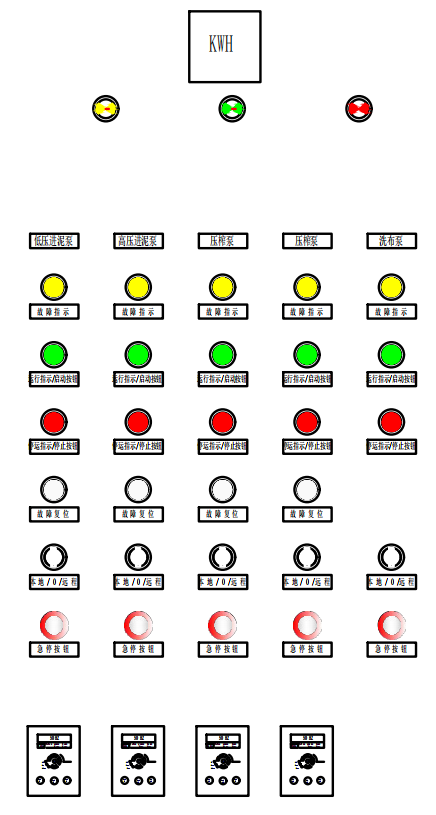 KWH
低压进泥泵 高压进泥泵 压榨泵 压榨泵 洗布泵
故障指示 故障指示 故障指示 故障指示 故障指示
运行指示/启动按钮 运行指示/启动按钮 运行指示/启动按钮 运行指示/启动按钮 运行指示/启动按钮
停运指示/停止按钮 停运指示/停止按钮 停运指示/停止按钮 停运指示/停止按钮 停运指示/停止按钮
故障复位 故障复位 故障复位 故障复位
本地/0/远程 本地/0/远程 本地/0/远程 本地/0/远程 本地/0/远程
急停按钮 急停按钮 急停按钮 急停按钮 急停按钮